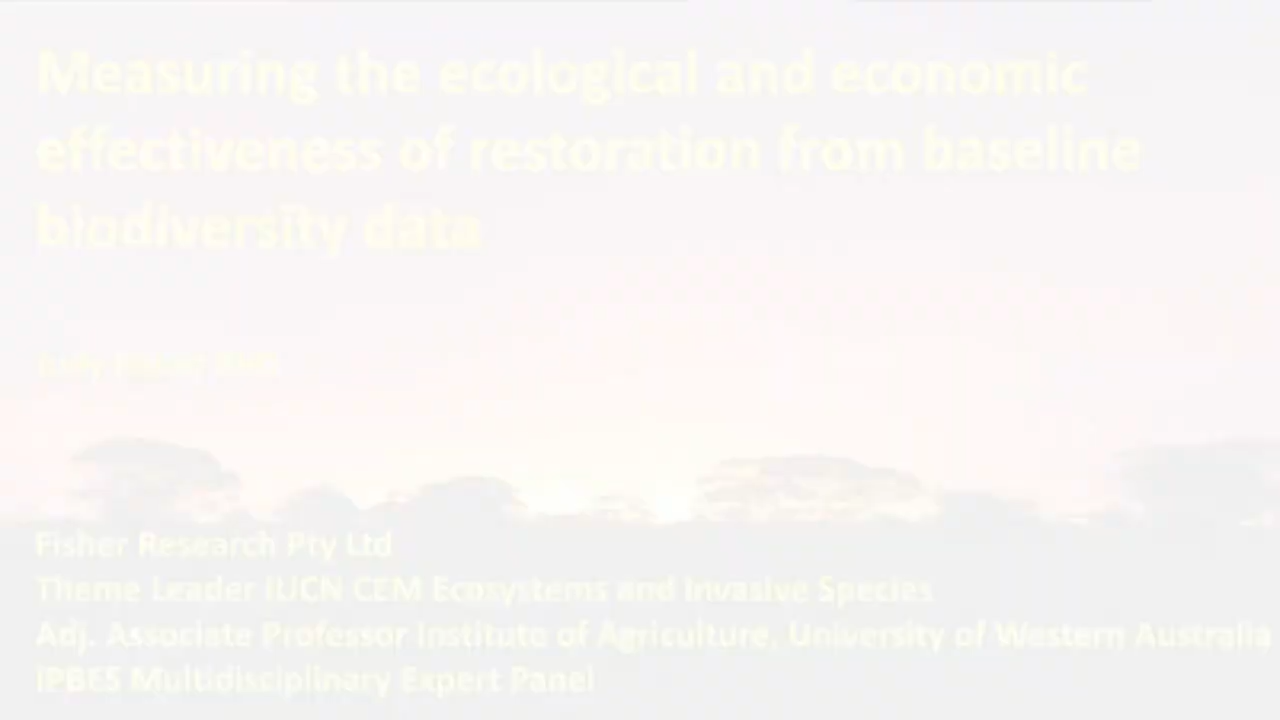 Measuring the ecological and economic
effectiveness of restoration from baseline
biodiversity data
Fisher Research Pty Ltd
Theme Leader IUCN CEM Ecosystems and Invasive Species
Adj. Associate Professor Institute of Agriculture, University of Western Australia
IPBES Multidisciplinary Expert Panel